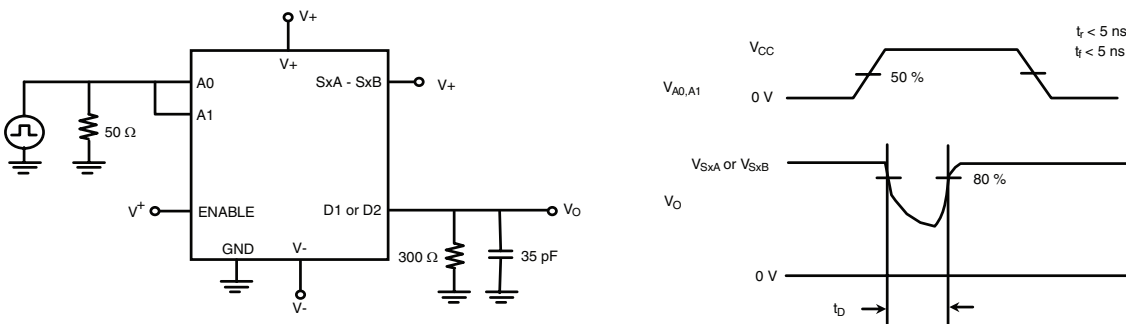 V+
V+
A0
SxA - SxB
V+
A1
50 Ω
V+
ENABLE
D1 or D2
VO
GND
V-
300 Ω
35 pF
V-
tr < 5 ns
tf < 5 ns
VCC
50 %
VA0,A1
0 V
VSxA or VSxB
80 %
VO
0 V
tD